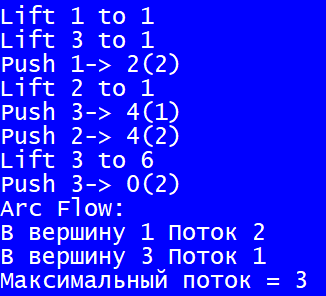 Lift 1 to 1
Lift 3 to 1
Push 1-> 2(2)
Lift 2 to 1
Push 3-> 4(1)
Push 2-> 4(2)
Lift 3 to 6
Push 3-> 0(2)
Arc Flow:
В вершину 1 Поток 2
В вершину 3 Поток 1
Максимальный поток = 3